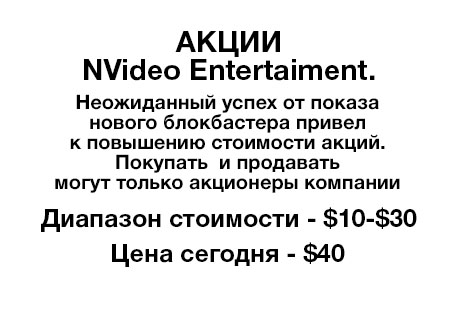 АКЦИИ
NVideo Entertaiment.
Неожиданный успех от показа
нового блокбастера привел
к повышению стоимости акций.
Покупать и продавать
могут только акционеры компании
Диапазон стоимости - $10-$30
Цена сегодня - $40